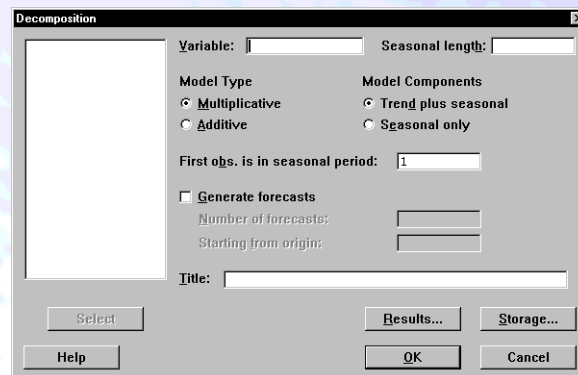 Decomposition
Variable: Seasonal length:
Model Type Model Components
Multiplicative Trend plus seasonal
Additive Seasonal only
First obs. is in seasonal period: 1
Generate forecasts
Number of forecasts:
Starting from origin:
Title:
Select Results... Storage...
Help OK Cancel